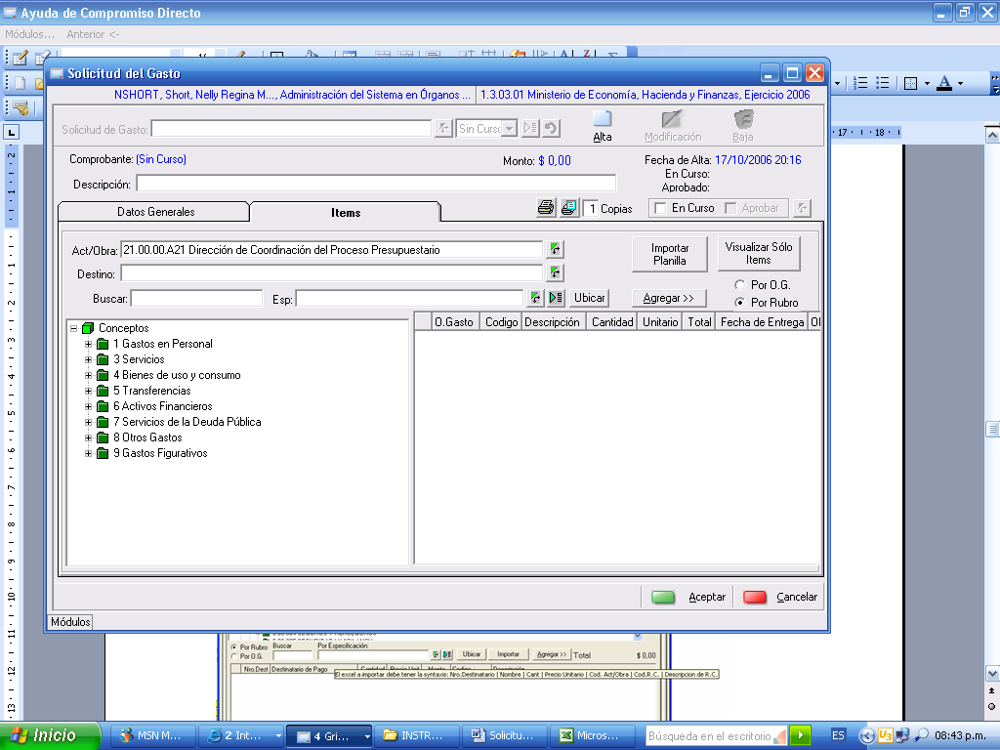 Ayuda de Compromiso Directo
Módulos... Anterior <-
Solicitud del Gasto
NSHORT, Short, Nelly Regina M..., Administración del Sistema en Órganos ... 1.3.03.01 Ministerio de Economía, Hacienda y Finanzas, Ejercicio 2006
Solicitud de Gasto: Sin Curso Alta Modificación Baja
Comprobante: (Sin Curso) Monto: $ 0,00 Fecha de Alta: 17/10/2006 20:16
En Curso:
Descripción: Aprobado:
Datos Generales Items 1 Copias En Curso Aprobar
Act/Obra: 21.00.00.A21 Dirección de Coordinación del Proceso Presupuestario Importar Planilla Visualizar Sólo Items
Destino: Por O.G.
Buscar: Esp: Ubicar Agregar >> Por Rubro
Conceptos O.Gasto Codigo Descripción Cantidad Unitario Total Fecha de Entrega
1 Gastos en Personal
3 Servicios
4 Bienes de uso y consumo
5 Transferencias
6 Activos Financieros
7 Servicios de la Deuda Pública
8 Otros Gastos
9 Gastos Figurativos
Aceptar Cancelar
Módulos
Por Rubro Buscar Por Especificación:
Por O.G. Ubicar Importar Agregar >> Total $ 0,00
Nro.Dest Destinatario de Pago
El excel a importar debe tener la syntaxis: Nro.Destinatario | Nombre | Cant | Precio Unitario | Cod. Act/Obra | Cod.R.C. | Descripcion de R.C.
Inicio MSN M... 2 Int... 4 Gri... INSTR... Solicitu... Micros... Búsqueda en el escritorio ES 08:43 p.m.